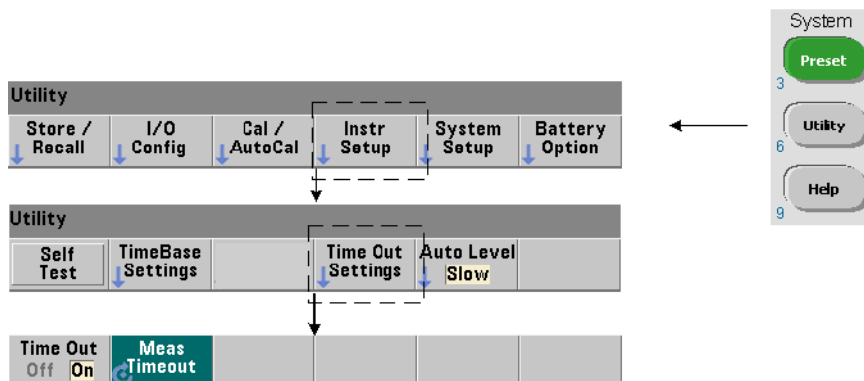 System
Preset
3
Utility
6
Help
9
Utility
Store /
Recall
I/O
Config
Cal /
AutoCal
Instr
Setup
System
Setup
Battery
Option
Utility
Self
Test
TimeBase
Settings
Time Out
Settings
Auto Level
Slow
Time Out
Off On
Meas
Timeout